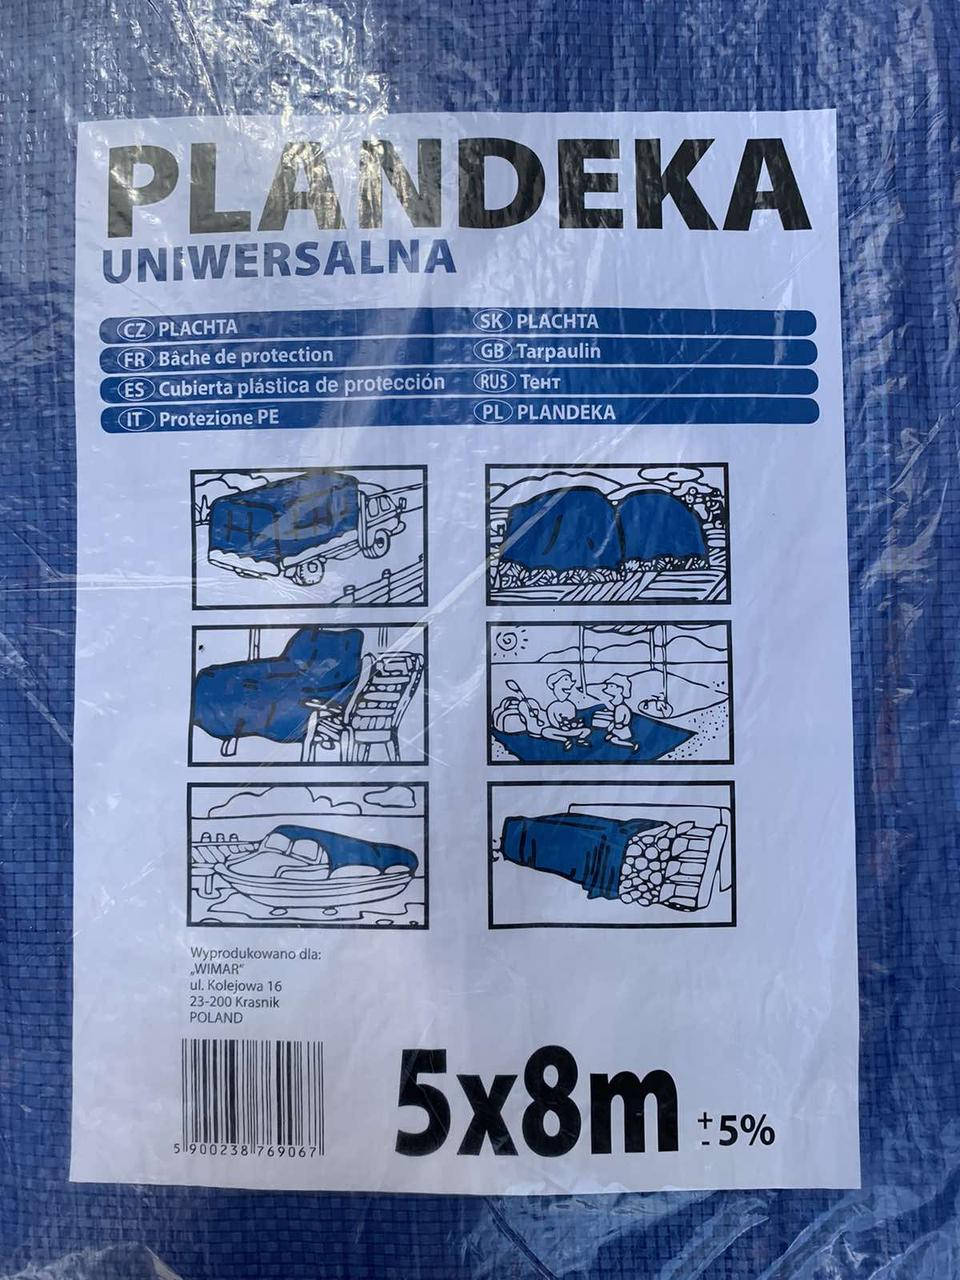 PLANDEKA
UNIWERSALNA
CZ PLACHTA
SK PLACHTA
FR Bâche de protection
GB Tarpaulin
ES Cubierta plástica de protección
RUS Тент
IT Protezione PE
PL PLANDEKA
Wyprodukowano dla:
„WIMAR"
ul. Kolejowa 16
23-200 Krasnik
POLAND
5x8m +- 5%
5 900238 769067